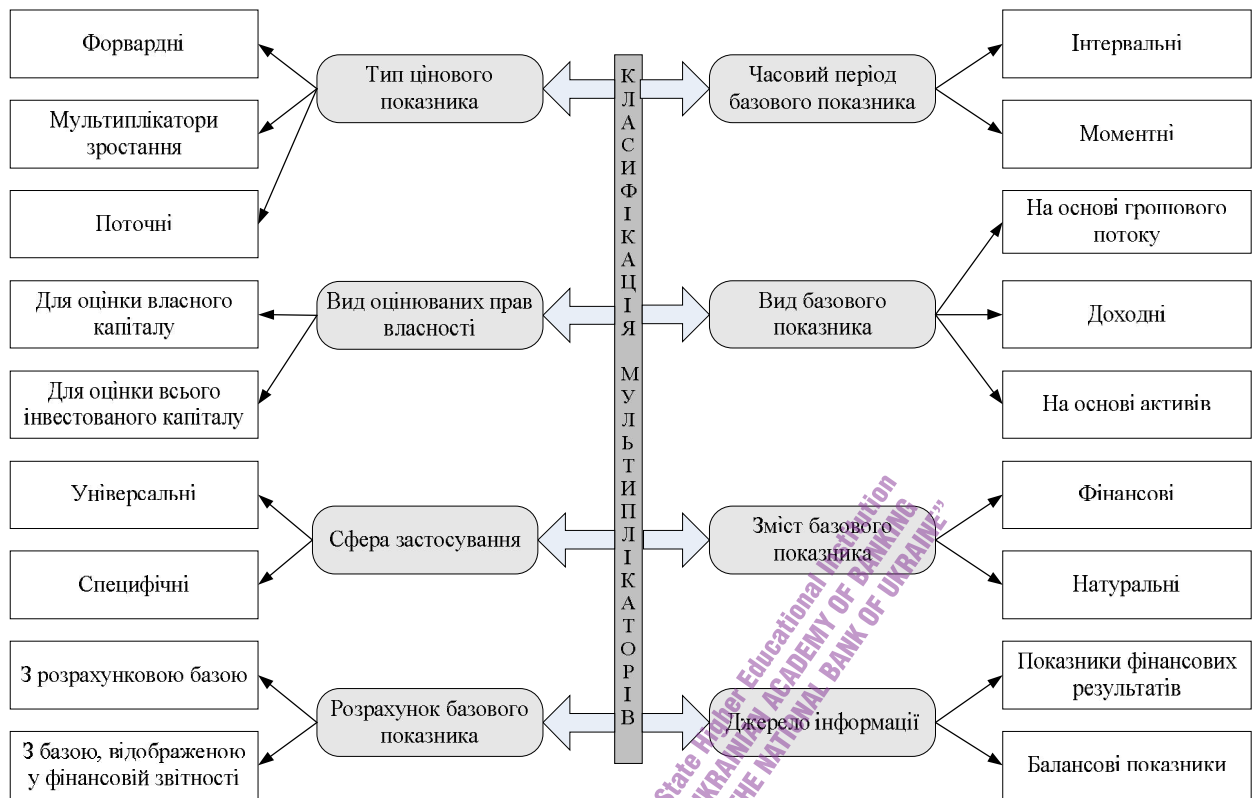 Форвардні
Мультиплікатори
зростання
Поточні
Тип цінового
показника
Для оцінки власного
капіталу
Для оцінки всього
інвестованого капіталу
Вид оцінюваних прав
власності
Універсальні
Специфічні
Сфера застосування
З розрахунковою базою
З базою, відображеною
у фінансовій звітності
Розрахунок базового
показника
КЛАСИФІКАЦІЯ МУЛЬТИПЛІКАТОРІВ
Часовий період
базового показника
Інтервальні
Моментні
Вид базового
показника
На основі грошового
потоку
Доходні
На основі активів
Зміст базового
показника
Фінансові
Натуральні
Джерело інформації
Показники фінансових
результатів
Балансові показники
State Higher Educational Institution
UKRAINIAN ACADEMY OF BANKING
THE NATIONAL BANK OF UKRAINE”